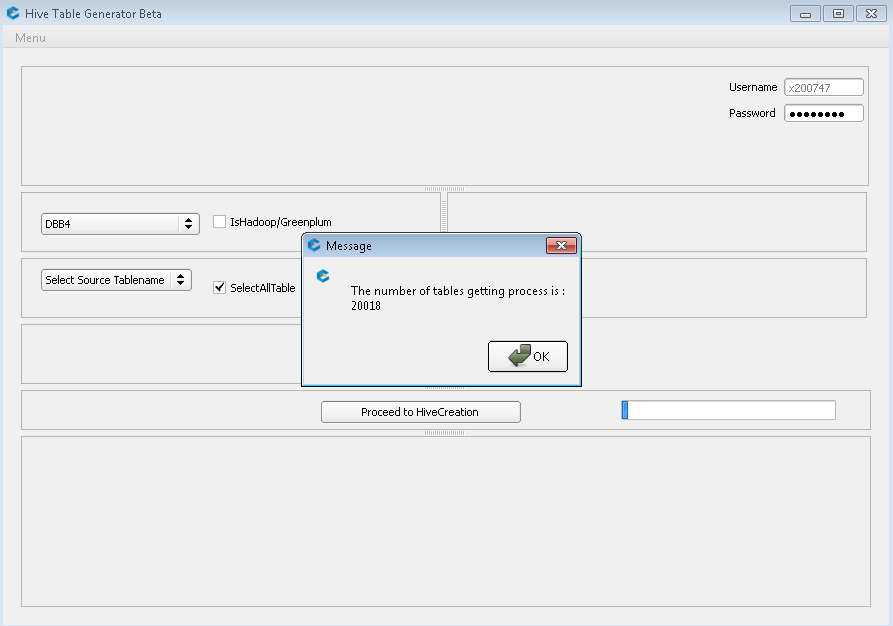 Hive Table Generator Beta
Menu
Username x200747
Password ●●●●●●●●
DBB4
IsHadoop/Greenplum
Message
Select Source Tablename
SelectAllTable
The number of tables getting process is :
20018
OK
Proceed to HiveCreation